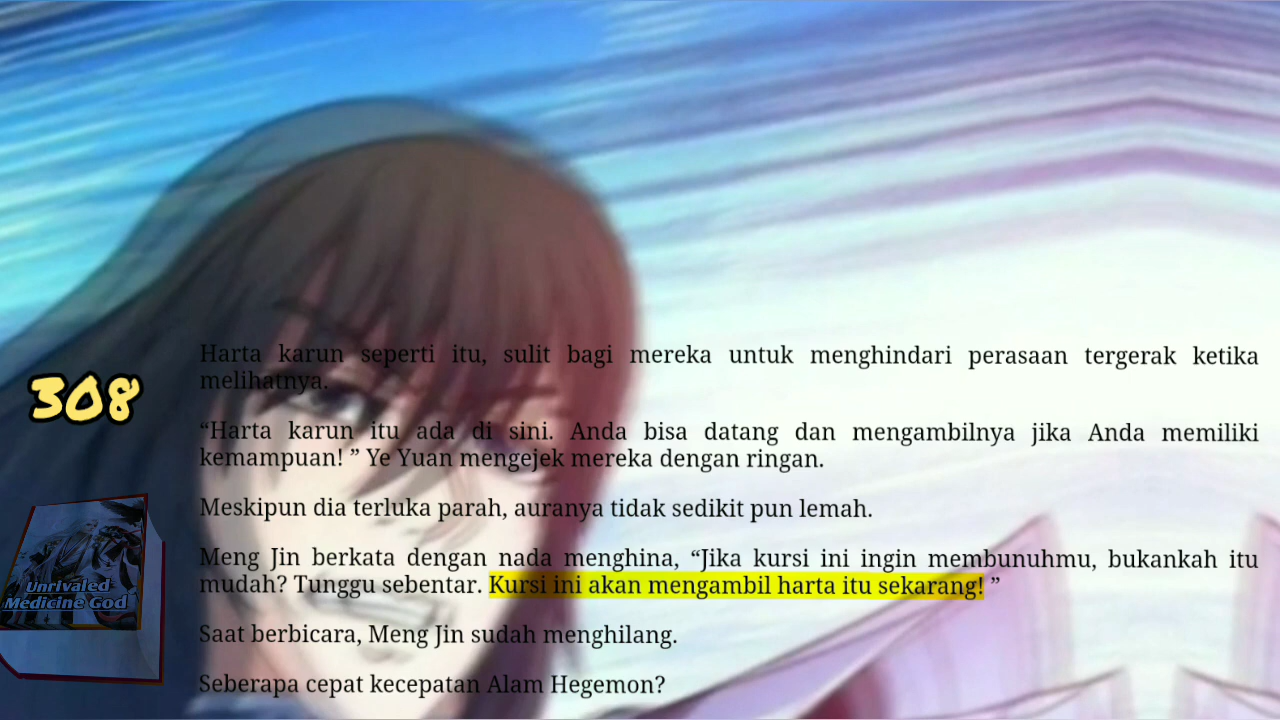 Harta karun seperti itu, sulit bagi mereka untuk menghindari perasaan tergerak ketika
melihatnya.
“Harta karun itu ada di sini. Anda bisa datang dan mengambilnya jika Anda memiliki
kemampuan! ” Ye Yuan mengejek mereka dengan ringan.
Meskipun dia terluka parah, auranya tidak sedikit pun lemah.
Meng Jin berkata dengan nada menghina, “Jika kursi ini ingin membunuhmu, bukankah itu
mudah? Tunggu sebentar. Kursi ini akan mengambil harta itu sekarang! ”
Saat berbicara, Meng Jin sudah menghilang.
Seberapa cepat kecepatan Alam Hegemon?
308
Unrivaled
Medicine God